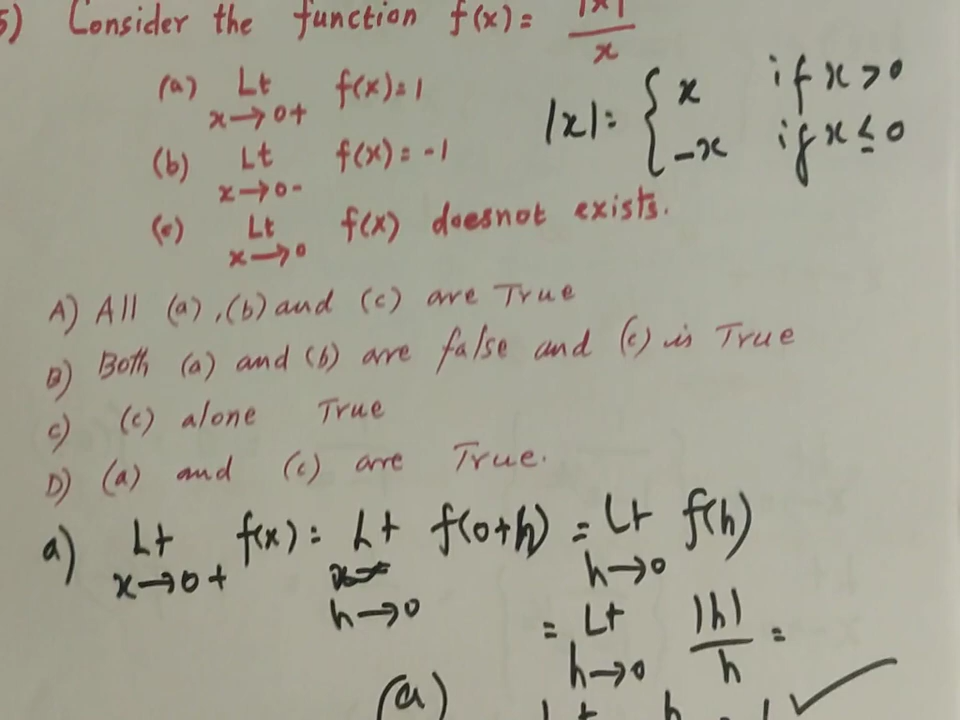 5) Consider the function f(x) = |x| / x
(a) Lt x→0+ f(x) = 1
|x| = { x if x > 0
-x if x ≤ 0
(b) Lt x→0- f(x) = -1
(c) Lt x→0 f(x) doesnot exists.
A) All (a), (b) and (c) are True
B) Both (a) and (b) are false and (c) is True
C) (c) alone True
D) (a) and (c) are True.
a) Lt x→0+ f(x) = Lt h→0 f(0+h) = Lt h→0 f(h)
= Lt h→0 |h| / h =
(a)